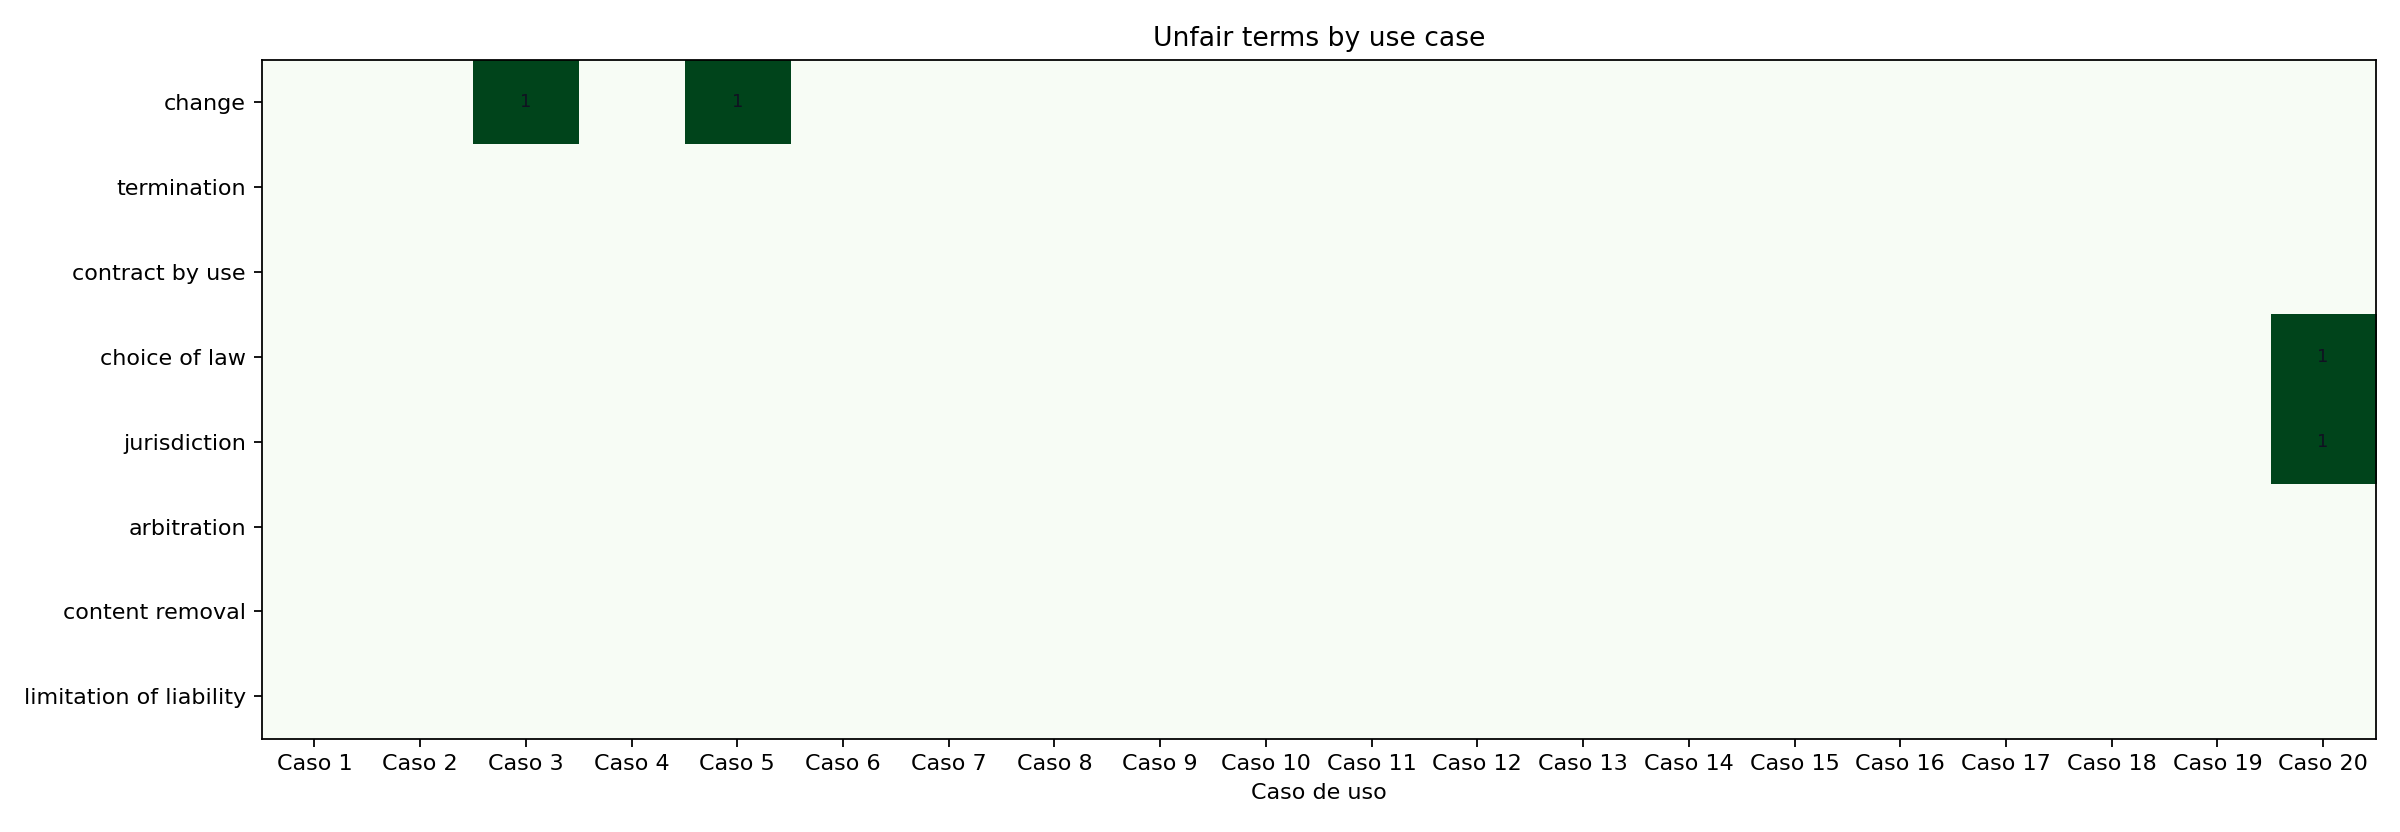 Unfair terms by use case
change
1
1
termination
contract by use
choice of law
1
jurisdiction
1
arbitration
content removal
limitation of liability
Caso 1 Caso 2 Caso 3 Caso 4 Caso 5 Caso 6 Caso 7 Caso 8 Caso 9 Caso 10 Caso 11 Caso 12 Caso 13 Caso 14 Caso 15 Caso 16 Caso 17 Caso 18 Caso 19 Caso 20
Caso de uso